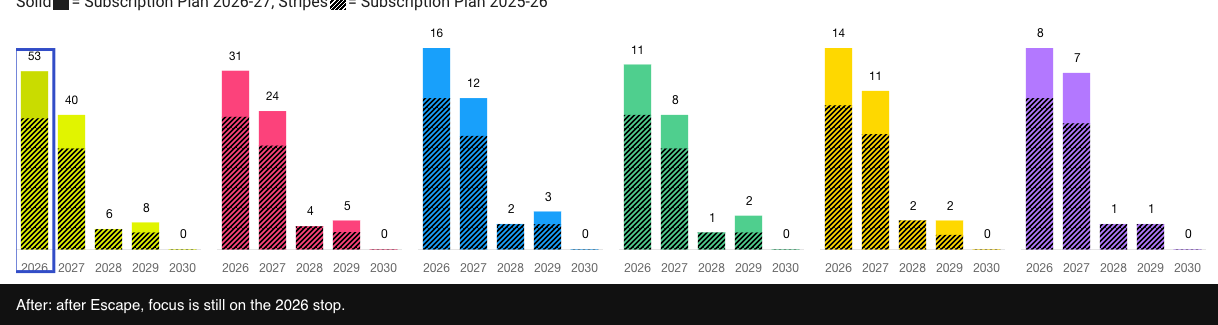 Solid = Subscription Plan 2026-27, Stripes = Subscription Plan 2025-26
53 40 6 8 0 31 24 4 5 0 16 12 2 3 0 11 8 1 2 0 14 11 2 2 0 8 7 1 1 0
2026 2027 2028 2029 2030 2026 2027 2028 2029 2030 2026 2027 2028 2029 2030 2026 2027 2028 2029 2030 2026 2027 2028 2029 2030 2026 2027 2028 2029 2030
After: after Escape, focus is still on the 2026 stop.